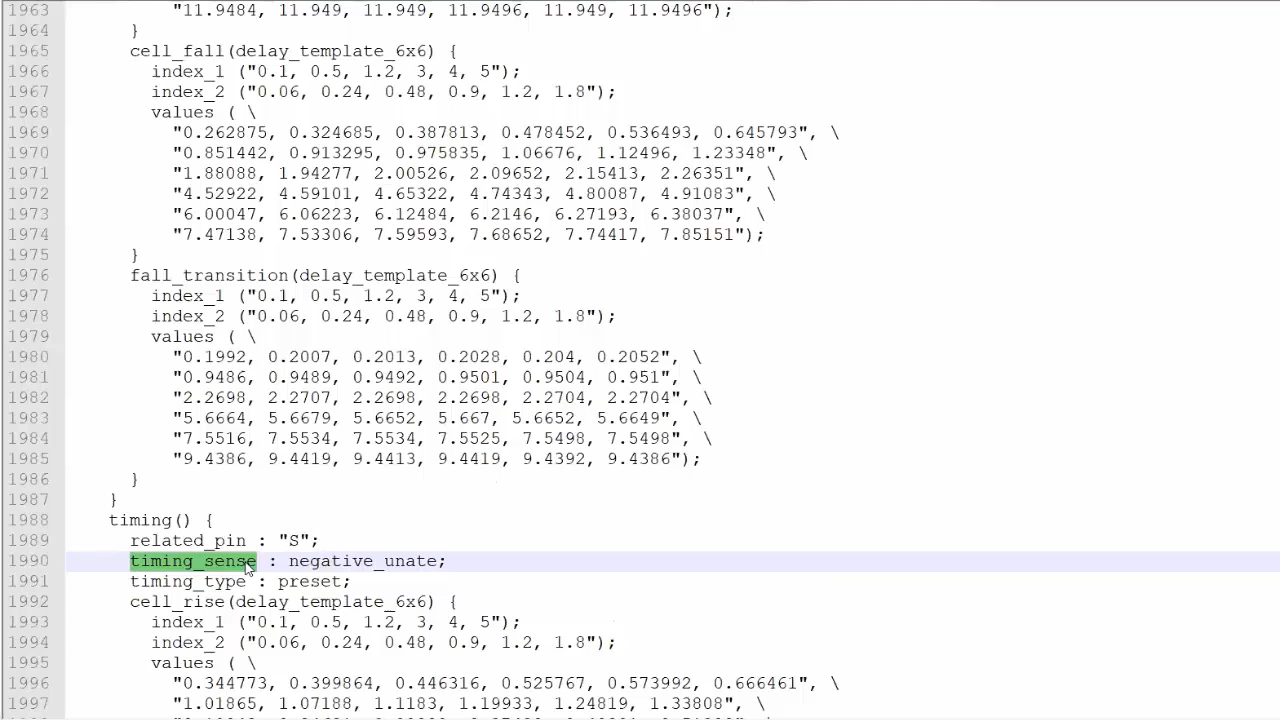 1963 "11.9484, 11.949, 11.949, 11.9496, 11.949, 11.9496");
1964 }
1965 cell_fall(delay_template_6x6) {
1966 index_1 ("0.1, 0.5, 1.2, 3, 4, 5");
1967 index_2 ("0.06, 0.24, 0.48, 0.9, 1.2, 1.8");
1968 values ( \
1969 "0.262875, 0.324685, 0.387813, 0.478452, 0.536493, 0.645793", \
1970 "0.851442, 0.913295, 0.975835, 1.06676, 1.12496, 1.23348", \
1971 "1.88088, 1.94277, 2.00526, 2.09652, 2.15413, 2.26351", \
1972 "4.52922, 4.59101, 4.65322, 4.74343, 4.80087, 4.91083", \
1973 "6.00047, 6.06223, 6.12484, 6.2146, 6.27193, 6.38037", \
1974 "7.47138, 7.53306, 7.59593, 7.68652, 7.74417, 7.85151");
1975 }
1976 fall_transition(delay_template_6x6) {
1977 index_1 ("0.1, 0.5, 1.2, 3, 4, 5");
1978 index_2 ("0.06, 0.24, 0.48, 0.9, 1.2, 1.8");
1979 values ( \
1980 "0.1992, 0.2007, 0.2013, 0.2028, 0.204, 0.2052", \
1981 "0.9486, 0.9489, 0.9492, 0.9501, 0.9504, 0.951", \
1982 "2.2698, 2.2707, 2.2698, 2.2698, 2.2704, 2.2704", \
1983 "5.6664, 5.6679, 5.6652, 5.667, 5.6652, 5.6649", \
1984 "7.5516, 7.5534, 7.5534, 7.5525, 7.5498, 7.5498", \
1985 "9.4386, 9.4419, 9.4413, 9.4419, 9.4392, 9.4386");
1986 }
1987 }
1988 timing() {
1989 related_pin : "S";
1990 timing_sense : negative_unate;
1991 timing_type : preset;
1992 cell_rise(delay_template_6x6) {
1993 index_1 ("0.1, 0.5, 1.2, 3, 4, 5");
1994 index_2 ("0.06, 0.24, 0.48, 0.9, 1.2, 1.8");
1995 values ( \
1996 "0.344773, 0.399864, 0.446316, 0.525767, 0.573992, 0.666461", \
1997 "1.01865, 1.07188, 1.1183, 1.19933, 1.24819, 1.33808", \